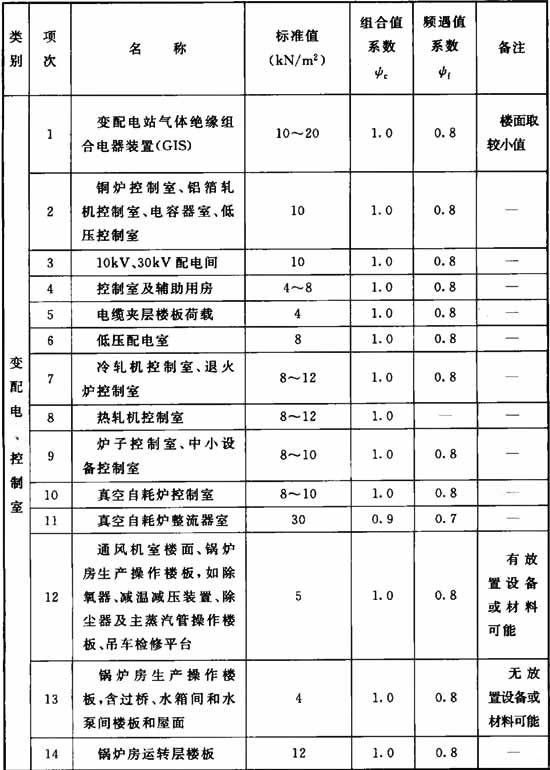 类别 项次 名 称 标准值(kN/m²) 组合值系数ψc 频遇值系数ψf 备注
变配电、控制室
1 变配电站气体绝缘组合电器装置(GIS) 10～20 1.0 0.8 楼面取较小值
2 铜炉控制室、铝箔轧机控制室、电容器室、低压控制室 10 1.0 0.8 —
3 10kV、30kV配电间 10 1.0 0.8 —
4 控制室及辅助用房 4～8 1.0 0.8 —
5 电缆夹层楼板荷载 4 1.0 0.8 —
6 低压配电室 8 1.0 0.8 —
7 冷轧机控制室、退火炉控制室 8～12 1.0 0.8 —
8 热轧机控制室 8～12 1.0 — —
9 炉子控制室、中小设备控制室 8～10 1.0 0.8 —
10 真空自耗炉控制室 8～10 1.0 0.8 —
11 真空自耗炉整流器室 30 0.9 0.7 —
12 通风机室楼面、锅炉房生产操作楼板，如除氧器、减温减压装置、除尘器及主蒸汽管操作楼板、吊车检修平台 5 1.0 0.8 有放置设备或材料可能
13 锅炉房生产操作楼板，含过桥、水箱间和水泵间楼板和屋面 4 1.0 0.8 无放置设备或材料可能
14 锅炉房运转层楼板 12 1.0 0.8 —